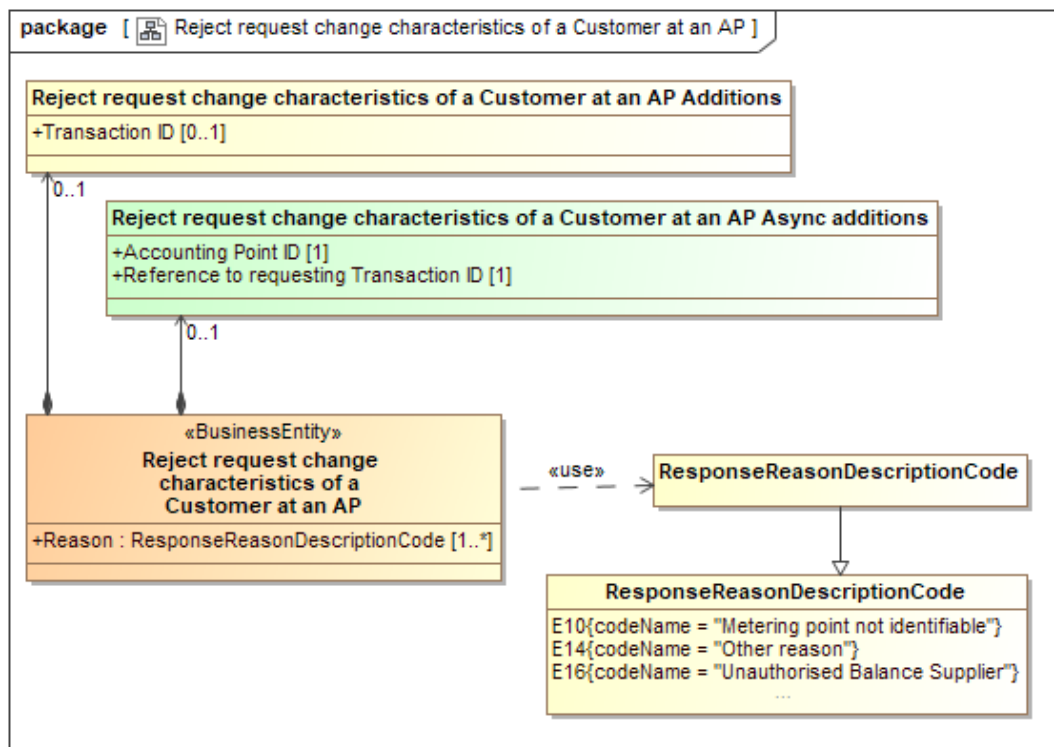 package [ Reject request change characteristics of a Customer at an AP ]
Reject request change characteristics of a Customer at an AP Additions
+Transaction ID [0..1]
0..1
Reject request change characteristics of a Customer at an AP Async additions
+Accounting Point ID [1]
+Reference to requesting Transaction ID [1]
0..1
«BusinessEntity»
Reject request change
characteristics of a
Customer at an AP
+Reason : ResponseReasonDescriptionCode [1..*]
«use»
ResponseReasonDescriptionCode
ResponseReasonDescriptionCode
E10{codeName = "Metering point not identifiable"}
E14{codeName = "Other reason"}
E16{codeName = "Unauthorised Balance Supplier"}
...